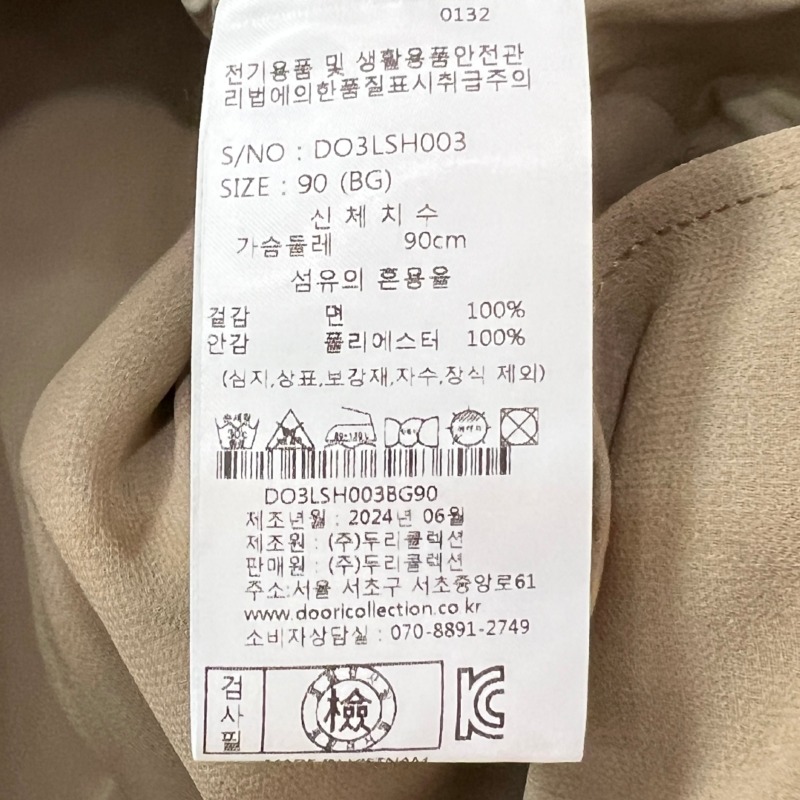 0132
전기용품 및 생활용품안전관
리법에의한품질표시취급주의
S/NO : DO3LSH003
SIZE : 90 (BG)
신 체 치 수
가슴둘레 90cm
섬유의 혼용율
겉감 면 100%
안감 폴리에스터 100%
(심지,상표,보강재,자수,장식 제외)
DO3LSH003BG90
제조년월 : 2024년 06월
제조원 : (주)두리콜렉션
판매원 : (주)두리콜렉션
주소:서울 서초구 서초중앙로61
www.dooricollection.co.kr
소비자상담실 : 070-8891-2749
검사필
檢
KC